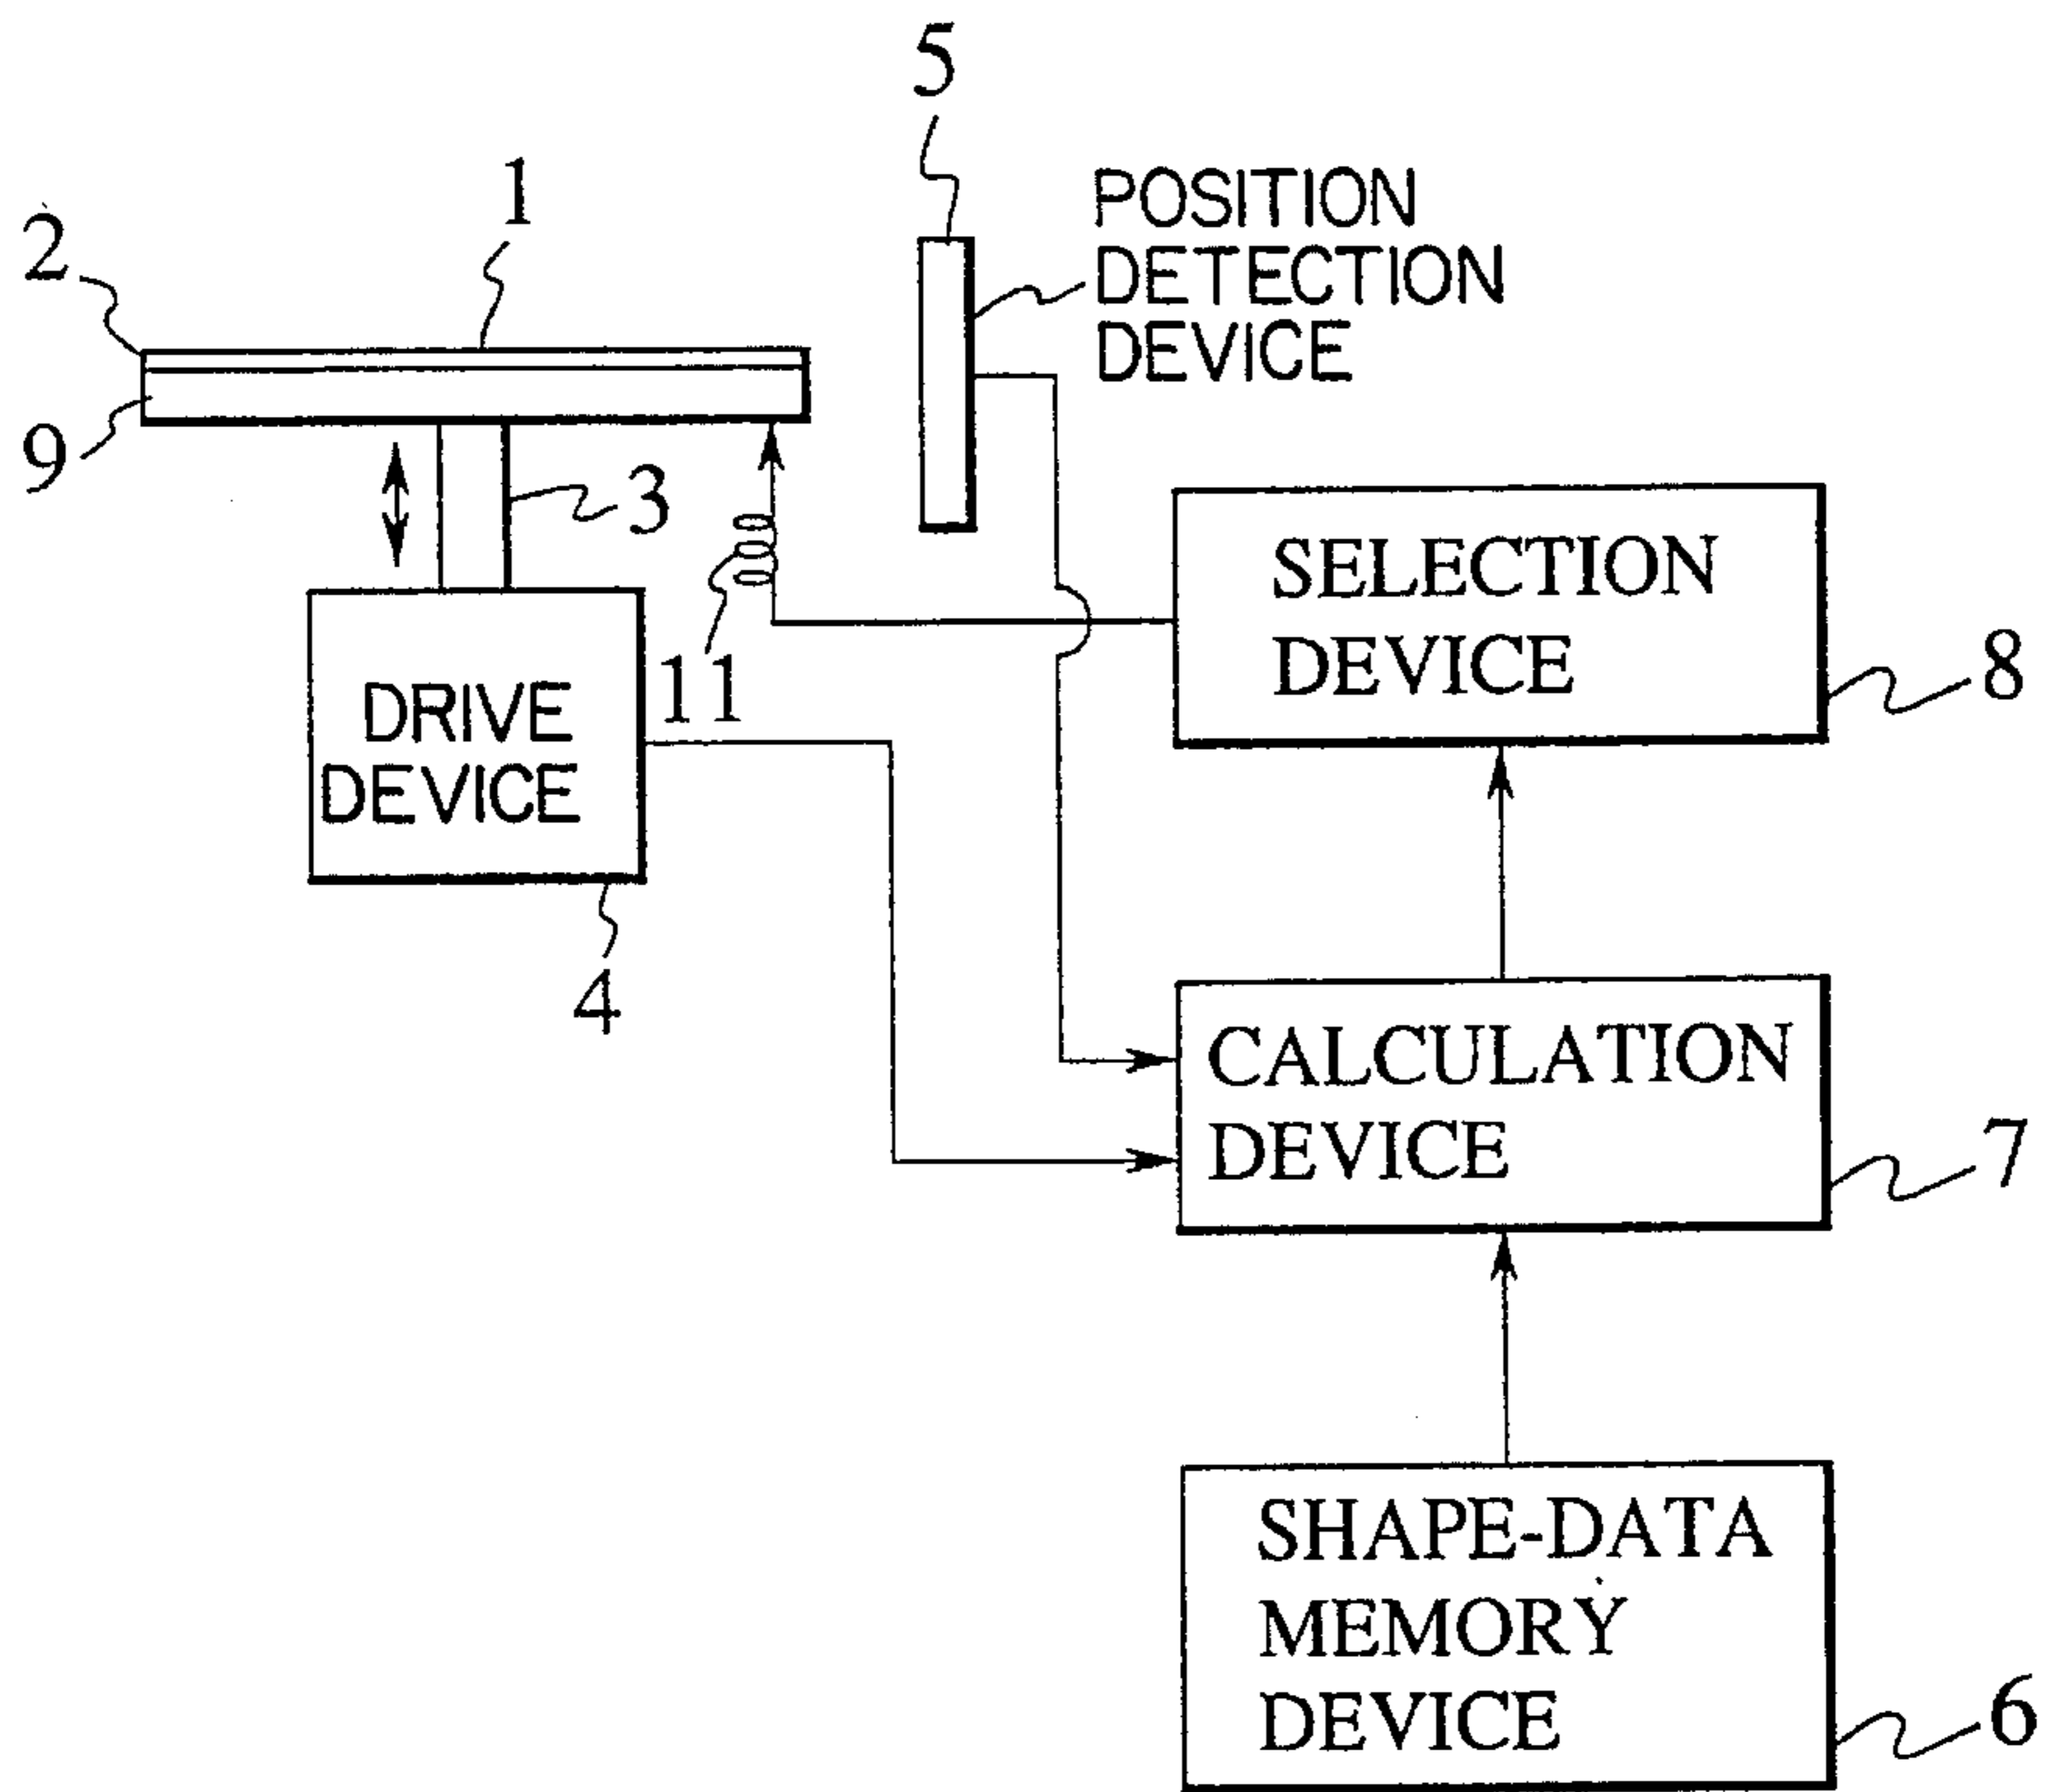 5
1
POSITION
DETECTION
DEVICE
2
9
3
SELECTION
DEVICE
8
11
DRIVE
DEVICE
4
CALCULATION
DEVICE
7
SHAPE-DATA
MEMORY
DEVICE
6